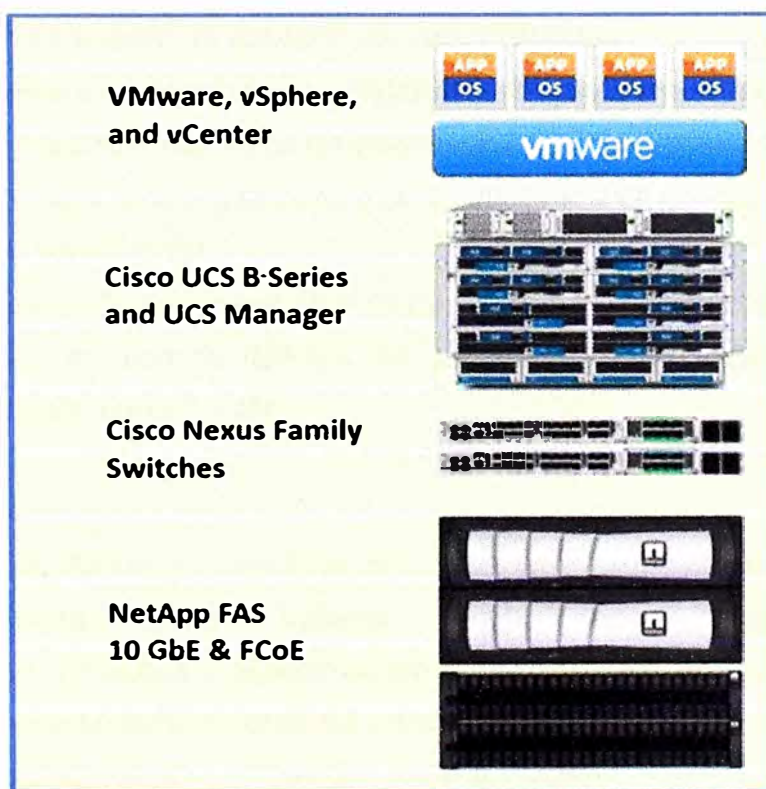 VMware, vSphere,
and vCenter
APP APP APP APP
OS OS OS OS
vmware
Cisco UCS B-Series
and UCS Manager
Cisco Nexus Family
Switches
NetApp FAS
10 GbE & FCoE